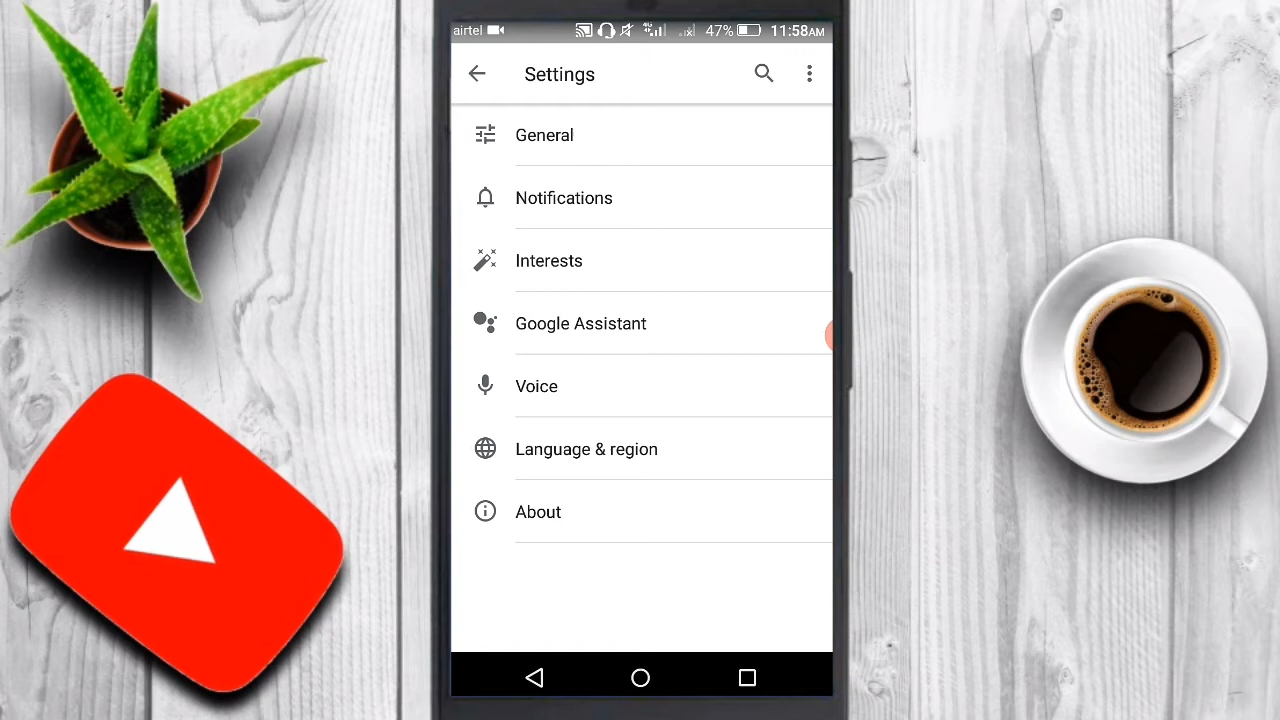 airtel 47% 11:58AM
Settings
General
Notifications
Interests
Google Assistant
Voice
Language & region
About